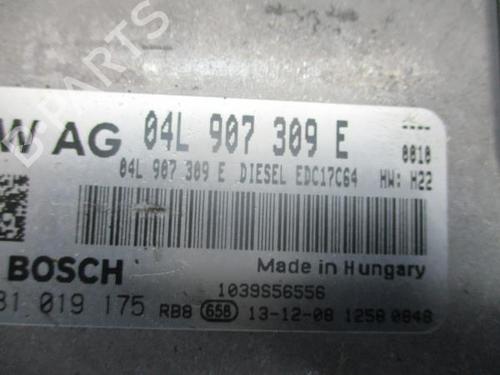 B-PARTS
W AG 04L 907 309 E
04L 907 309 E DIESEL EDC17C64 HW: H22
0010
BOSCH
Made in Hungary
1039S56556
81 019 175 RB8 658 13-12-08 1258 0848